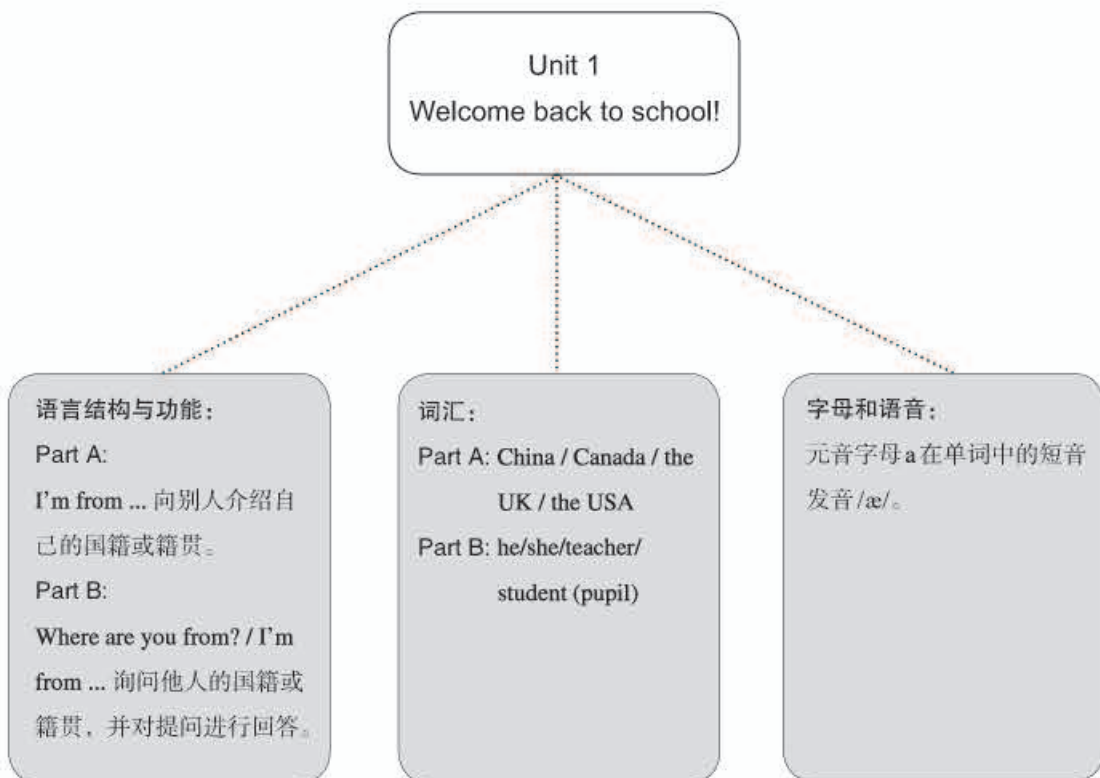 Unit 1
Welcome back to school!
语言结构与功能：
Part A:
I'm from ... 向别人介绍自
己的国籍或籍贯。
Part B:
Where are you from? / I'm
from ... 询问他人的国籍或
籍贯，并对提问进行回答。
词汇：
Part A: China / Canada / the
UK / the USA
Part B: he/she/teacher/
student (pupil)
字母和语音：
元音字母a在单词中的短音
发音/æ/。